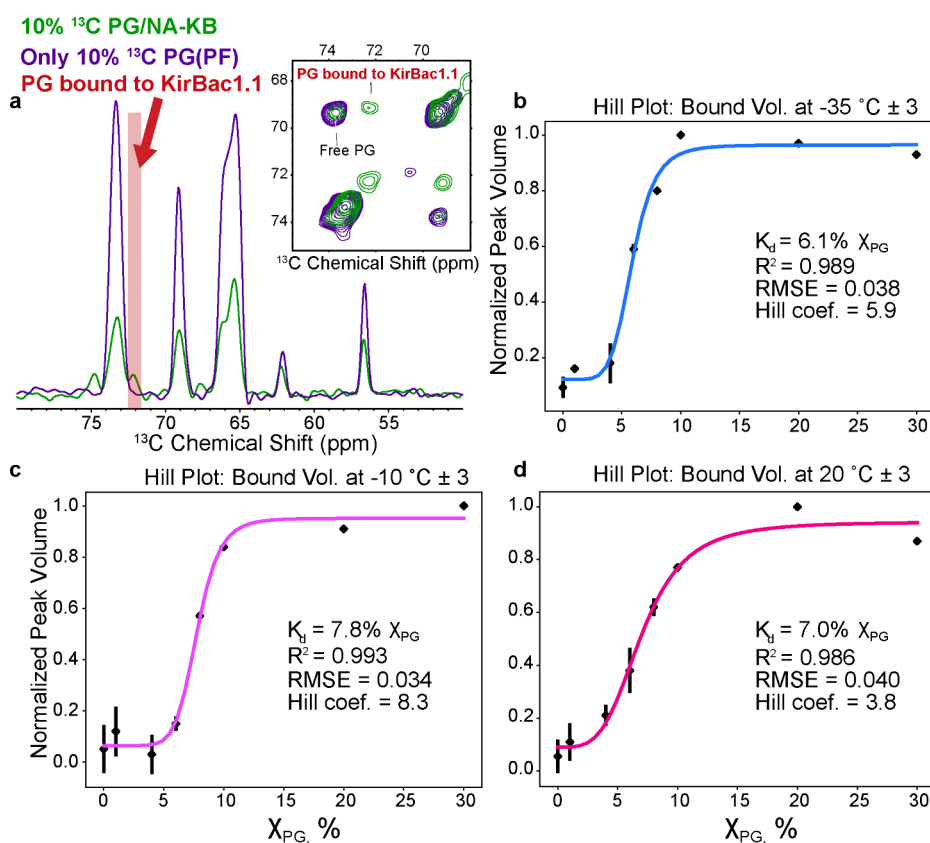 10% ¹³C PG/NA-KB
Only 10% ¹³C PG(PF)
PG bound to KirBac1.1
a
74 72 70
68
70
72
74
PG bound to KirBac1.1
Free PG
¹³C Chemical Shift (ppm)
75 70 65 60 55
¹³C Chemical Shift (ppm)
b
Hill Plot: Bound Vol. at -35 ˚C ± 3
Normalized Peak Volume
1.0
0.8
0.6
0.4
0.2
K_d = 6.1% χ_PG
R² = 0.989
RMSE = 0.038
Hill coef. = 5.9
0 5 10 15 20 25 30
c
Hill Plot: Bound Vol. at -10 ˚C ± 3
Normalized Peak Volume
1.0
0.8
0.6
0.4
0.2
0.0
K_d = 7.8% χ_PG
R² = 0.993
RMSE = 0.034
Hill coef. = 8.3
0 5 10 15 20 25 30
χ_PG, %
d
Hill Plot: Bound Vol. at 20 ˚C ± 3
1.0
0.8
0.6
0.4
0.2
0.0
K_d = 7.0% χ_PG
R² = 0.986
RMSE = 0.040
Hill coef. = 3.8
0 5 10 15 20 25 30
χ_PG, %